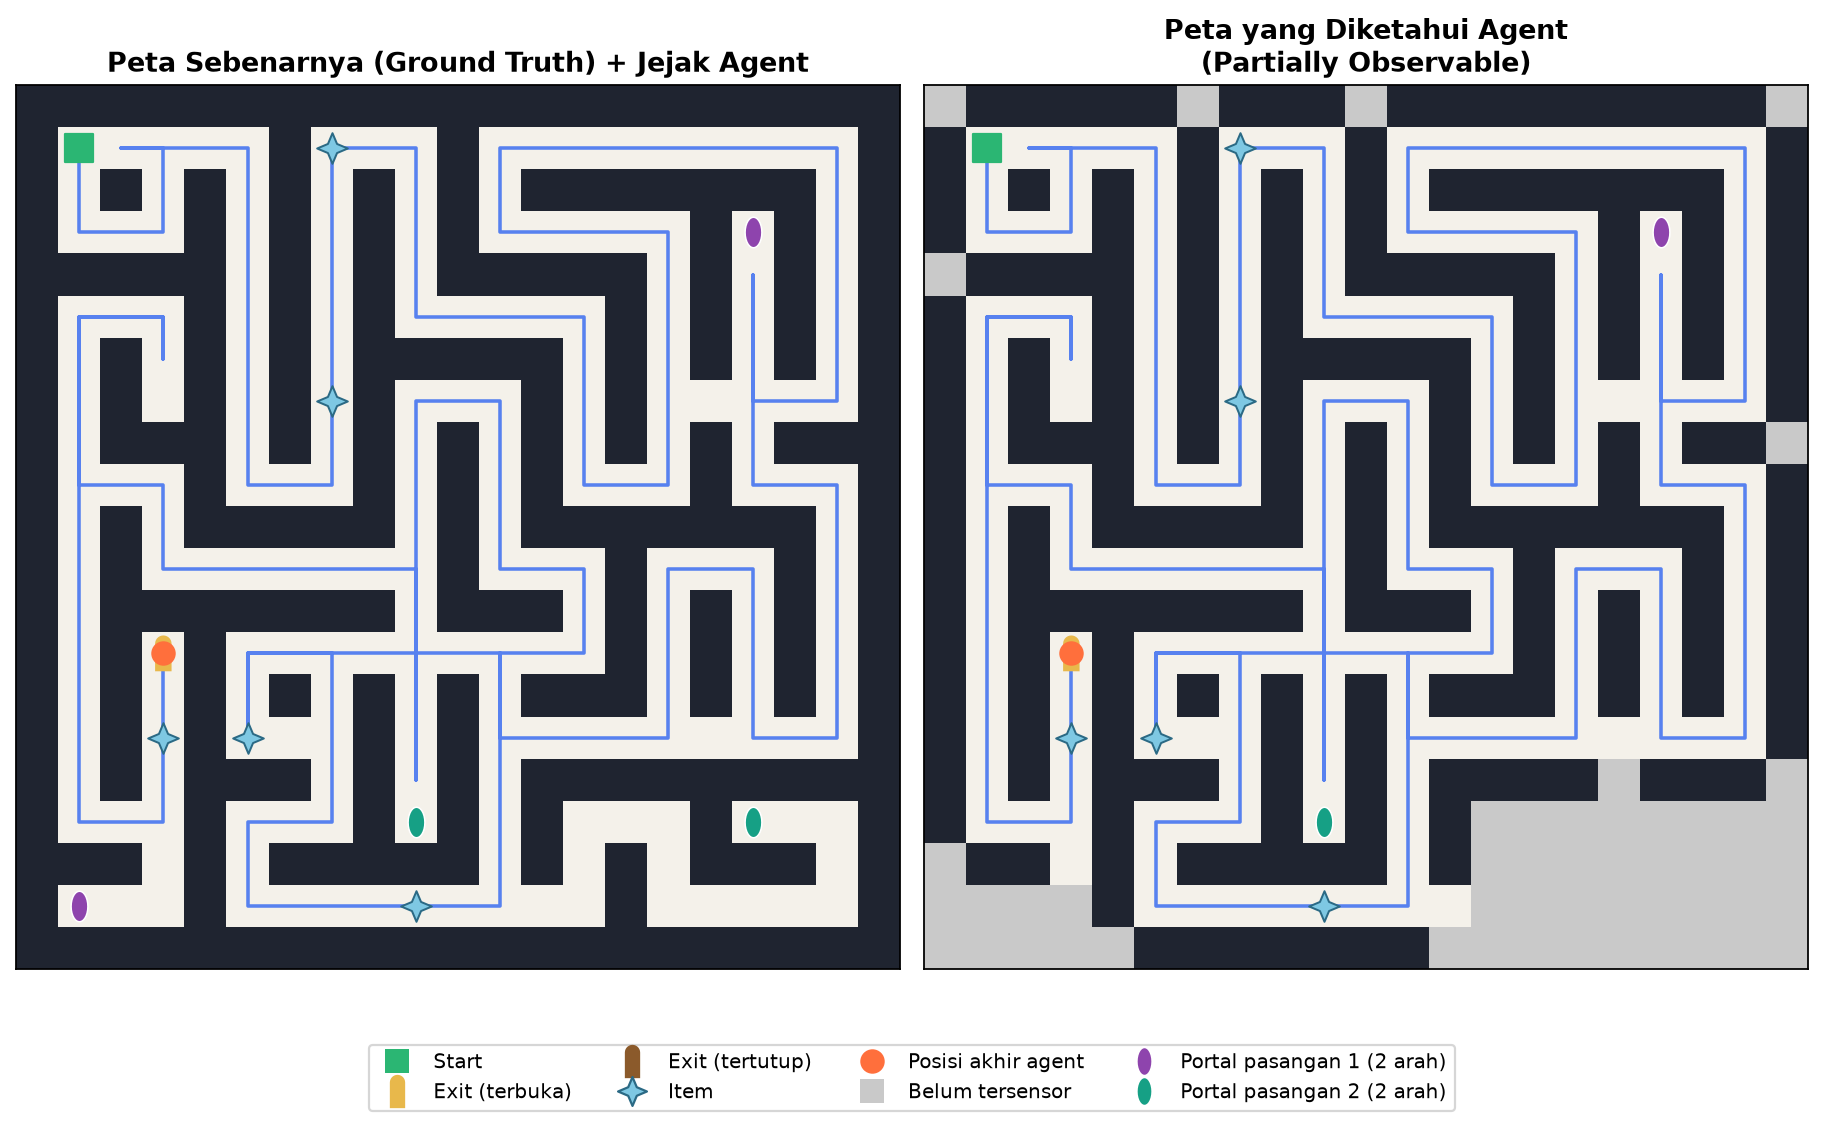 Peta Sebenarnya (Ground Truth) + Jejak Agent
Peta yang Diketahui Agent
(Partially Observable)
Start
Exit (terbuka)
Exit (tertutup)
Item
Posisi akhir agent
Belum tersensor
Portal pasangan 1 (2 arah)
Portal pasangan 2 (2 arah)